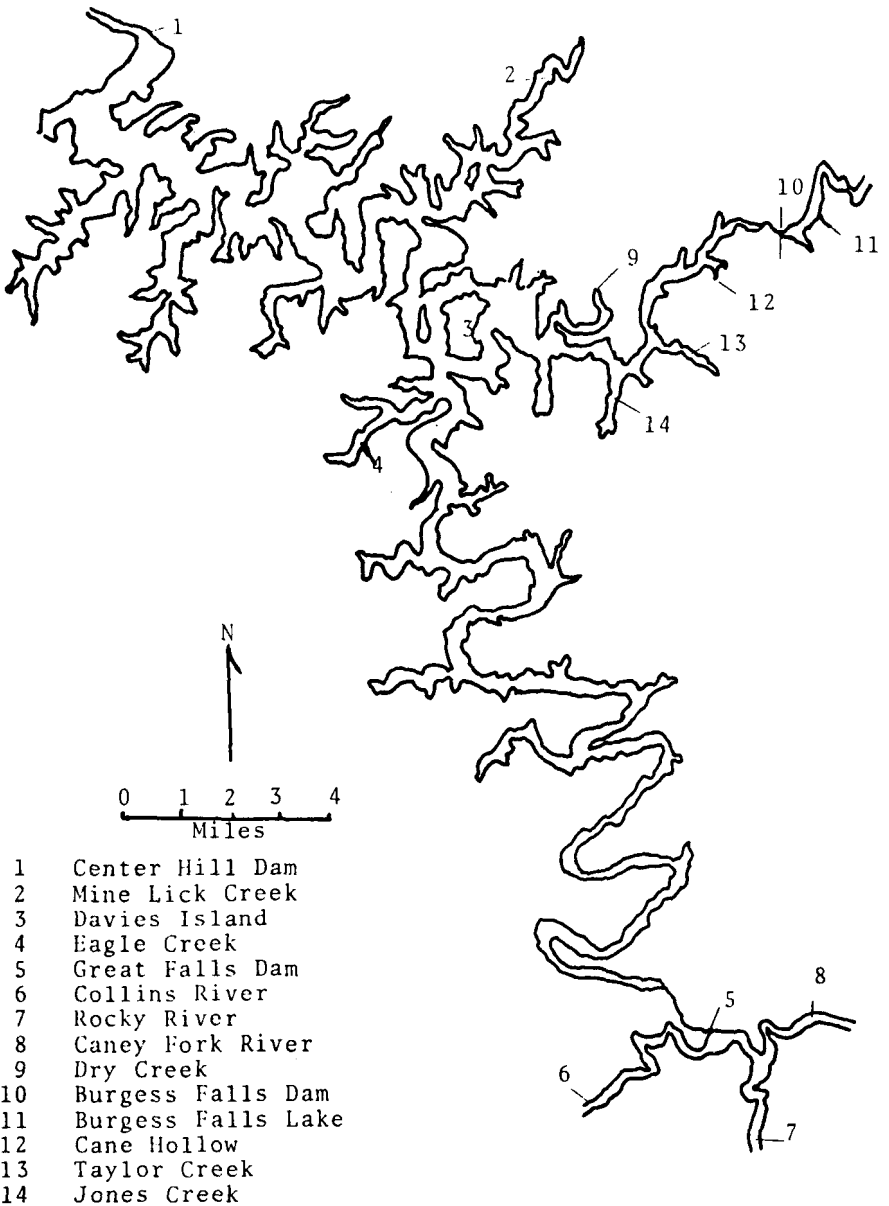 1
2
10
11
9
12
3
13
14
4
N
0 1 2 3 4
Miles
8
5
6
7
1 Center Hill Dam
2 Mine Lick Creek
3 Davies Island
4 Eagle Creek
5 Great Falls Dam
6 Collins River
7 Rocky River
8 Caney Fork River
9 Dry Creek
10 Burgess Falls Dam
11 Burgess Falls Lake
12 Cane Hollow
13 Taylor Creek
14 Jones Creek